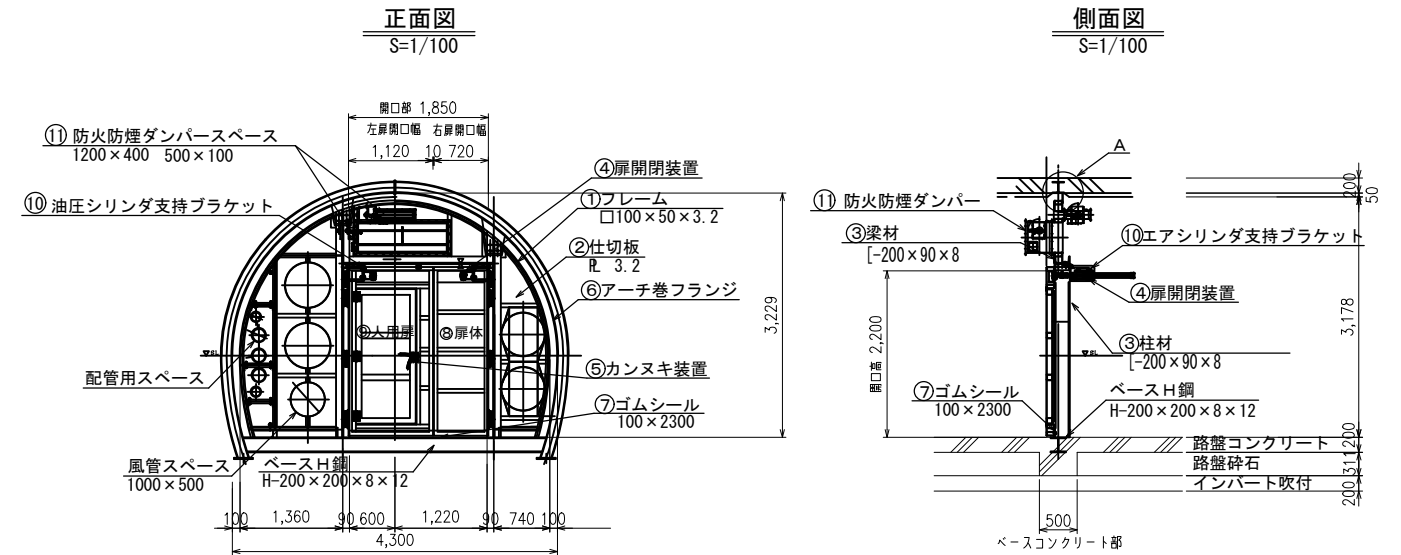 正面図
S=1/100
開口部 1,850
左扉開口幅 右扉開口幅
1,120 10 720
⑪ 防火防煙ダンパースペース
1200×400 500×100
⑩ 油圧シリンダ支持ブラケット
④扉開閉装置
①フレーム
□100×50×3.2
②仕切板
PL 3.2
⑥アーチ巻フランジ
⑨人用扉
⑧扉体
3,229
SL
配管用スペース
⑤カンヌキ装置
⑦ゴムシール
100×2300
風管スペース
1000×500
ベースH鋼
H-200×200×8×12
100 1,360 90 600 1,220 90 740 100
4,300
側面図
S=1/100
A
200
50
⑪ 防火防煙ダンパー
③梁材
[-200×90×8
⑩エアシリンダ支持ブラケット
④扉開閉装置
開口高 2,200
3,178
SL
③柱材
[-200×90×8
⑦ゴムシール
100×2300
ベースH鋼
H-200×200×8×12
路盤コンクリート
200
路盤砕石
311
インバート吹付
200
500
ベースコンクリート部